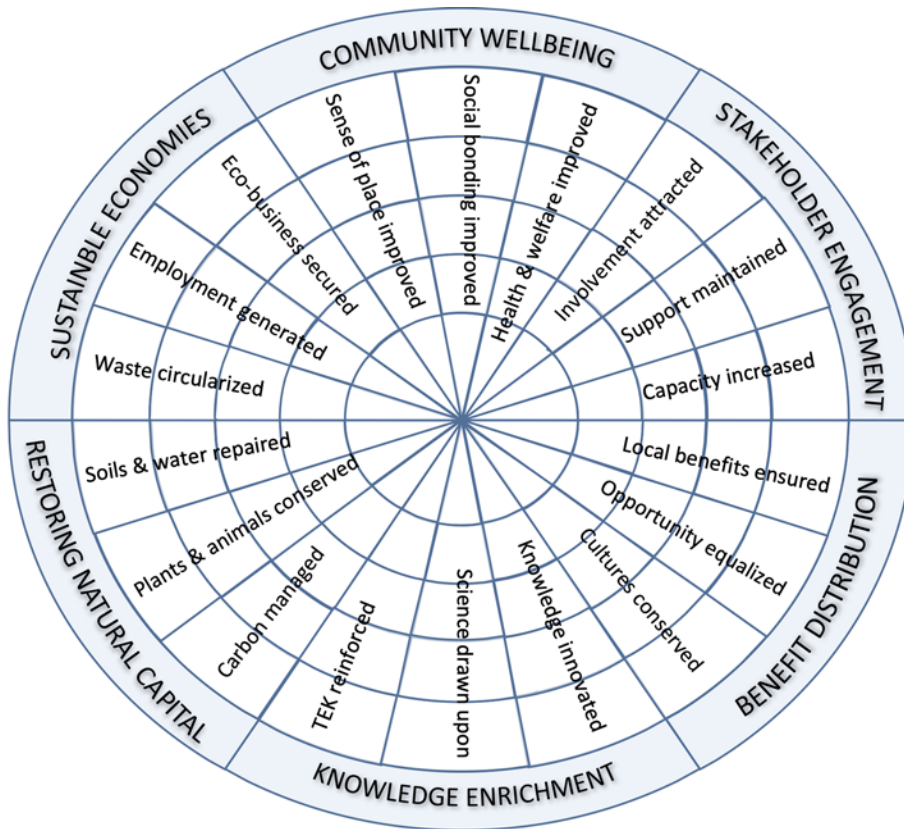 COMMUNITY WELLBEING
Sense of place improved
Social bonding improved
Health & welfare improved
STAKEHOLDER ENGAGEMENT
Involvement attracted
Support maintained
Capacity increased
BENEFIT DISTRIBUTION
Local benefits ensured
Opportunity equalized
Cultures conserved
KNOWLEDGE ENRICHMENT
Knowledge innovated
Science drawn upon
TEK reinforced
RESTORING NATURAL CAPITAL
Carbon managed
Plants & animals conserved
Soils & water repaired
SUSTAINBLE ECONOMIES
Waste circularized
Employment generated
Eco-business secured